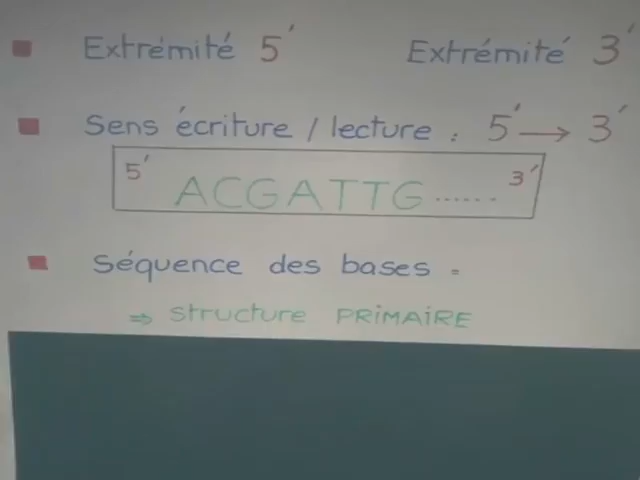 Extrémité 5' Extrémité 3'
Sens écriture / lecture : 5' → 3'
5' ACGATTG...... 3'
Séquence des bases =
⇒ structure PRiMAiRE